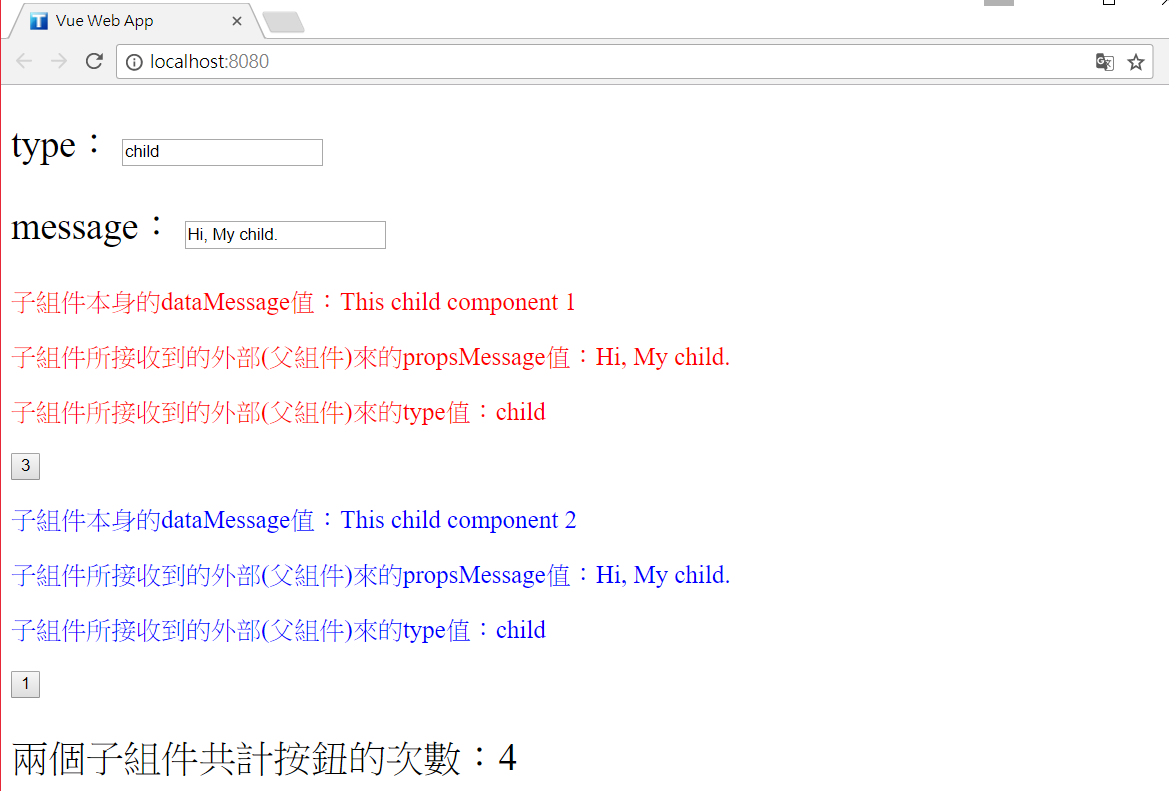 Vue Web App
localhost:8080
type： child
message： Hi, My child.
子組件本身的dataMessage值：This child component 1
子組件所接收到的外部(父組件)來的propsMessage值：Hi, My child.
子組件所接收到的外部(父組件)來的type值：child
3
子組件本身的dataMessage值：This child component 2
子組件所接收到的外部(父組件)來的propsMessage值：Hi, My child.
子組件所接收到的外部(父組件)來的type值：child
1
兩個子組件共計按鈕的次數：4